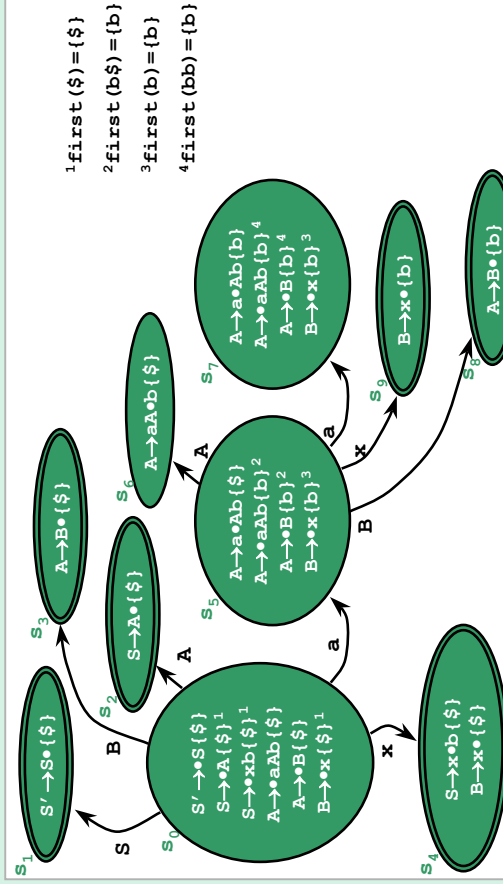 ¹first($)={$}
²first(b$)={b}
³first(b)={b}
⁴first(bb)={b}
s₁
S′→S•{$}
S
s₀
S′→•S{$}
S→•A{$}¹
S→•xb{$}¹
A→•aAb{$}
A→•B{$}
B→•x{$}¹
B
s₃
A→B•{$}
A
s₂
S→A•{$}
x
s₄
S→x•b{$}
B→x•{$}
a
s₅
A→a•Ab{$}
A→•aAb{b}²
A→•B{b}²
B→•x{b}³
A
s₆
A→aA•b{$}
a
s₇
A→a•Ab{b}
A→•aAb{b}⁴
A→•B{b}⁴
B→•x{b}³
x
s₉
B→x•{b}
B
s₈
A→B•{b}